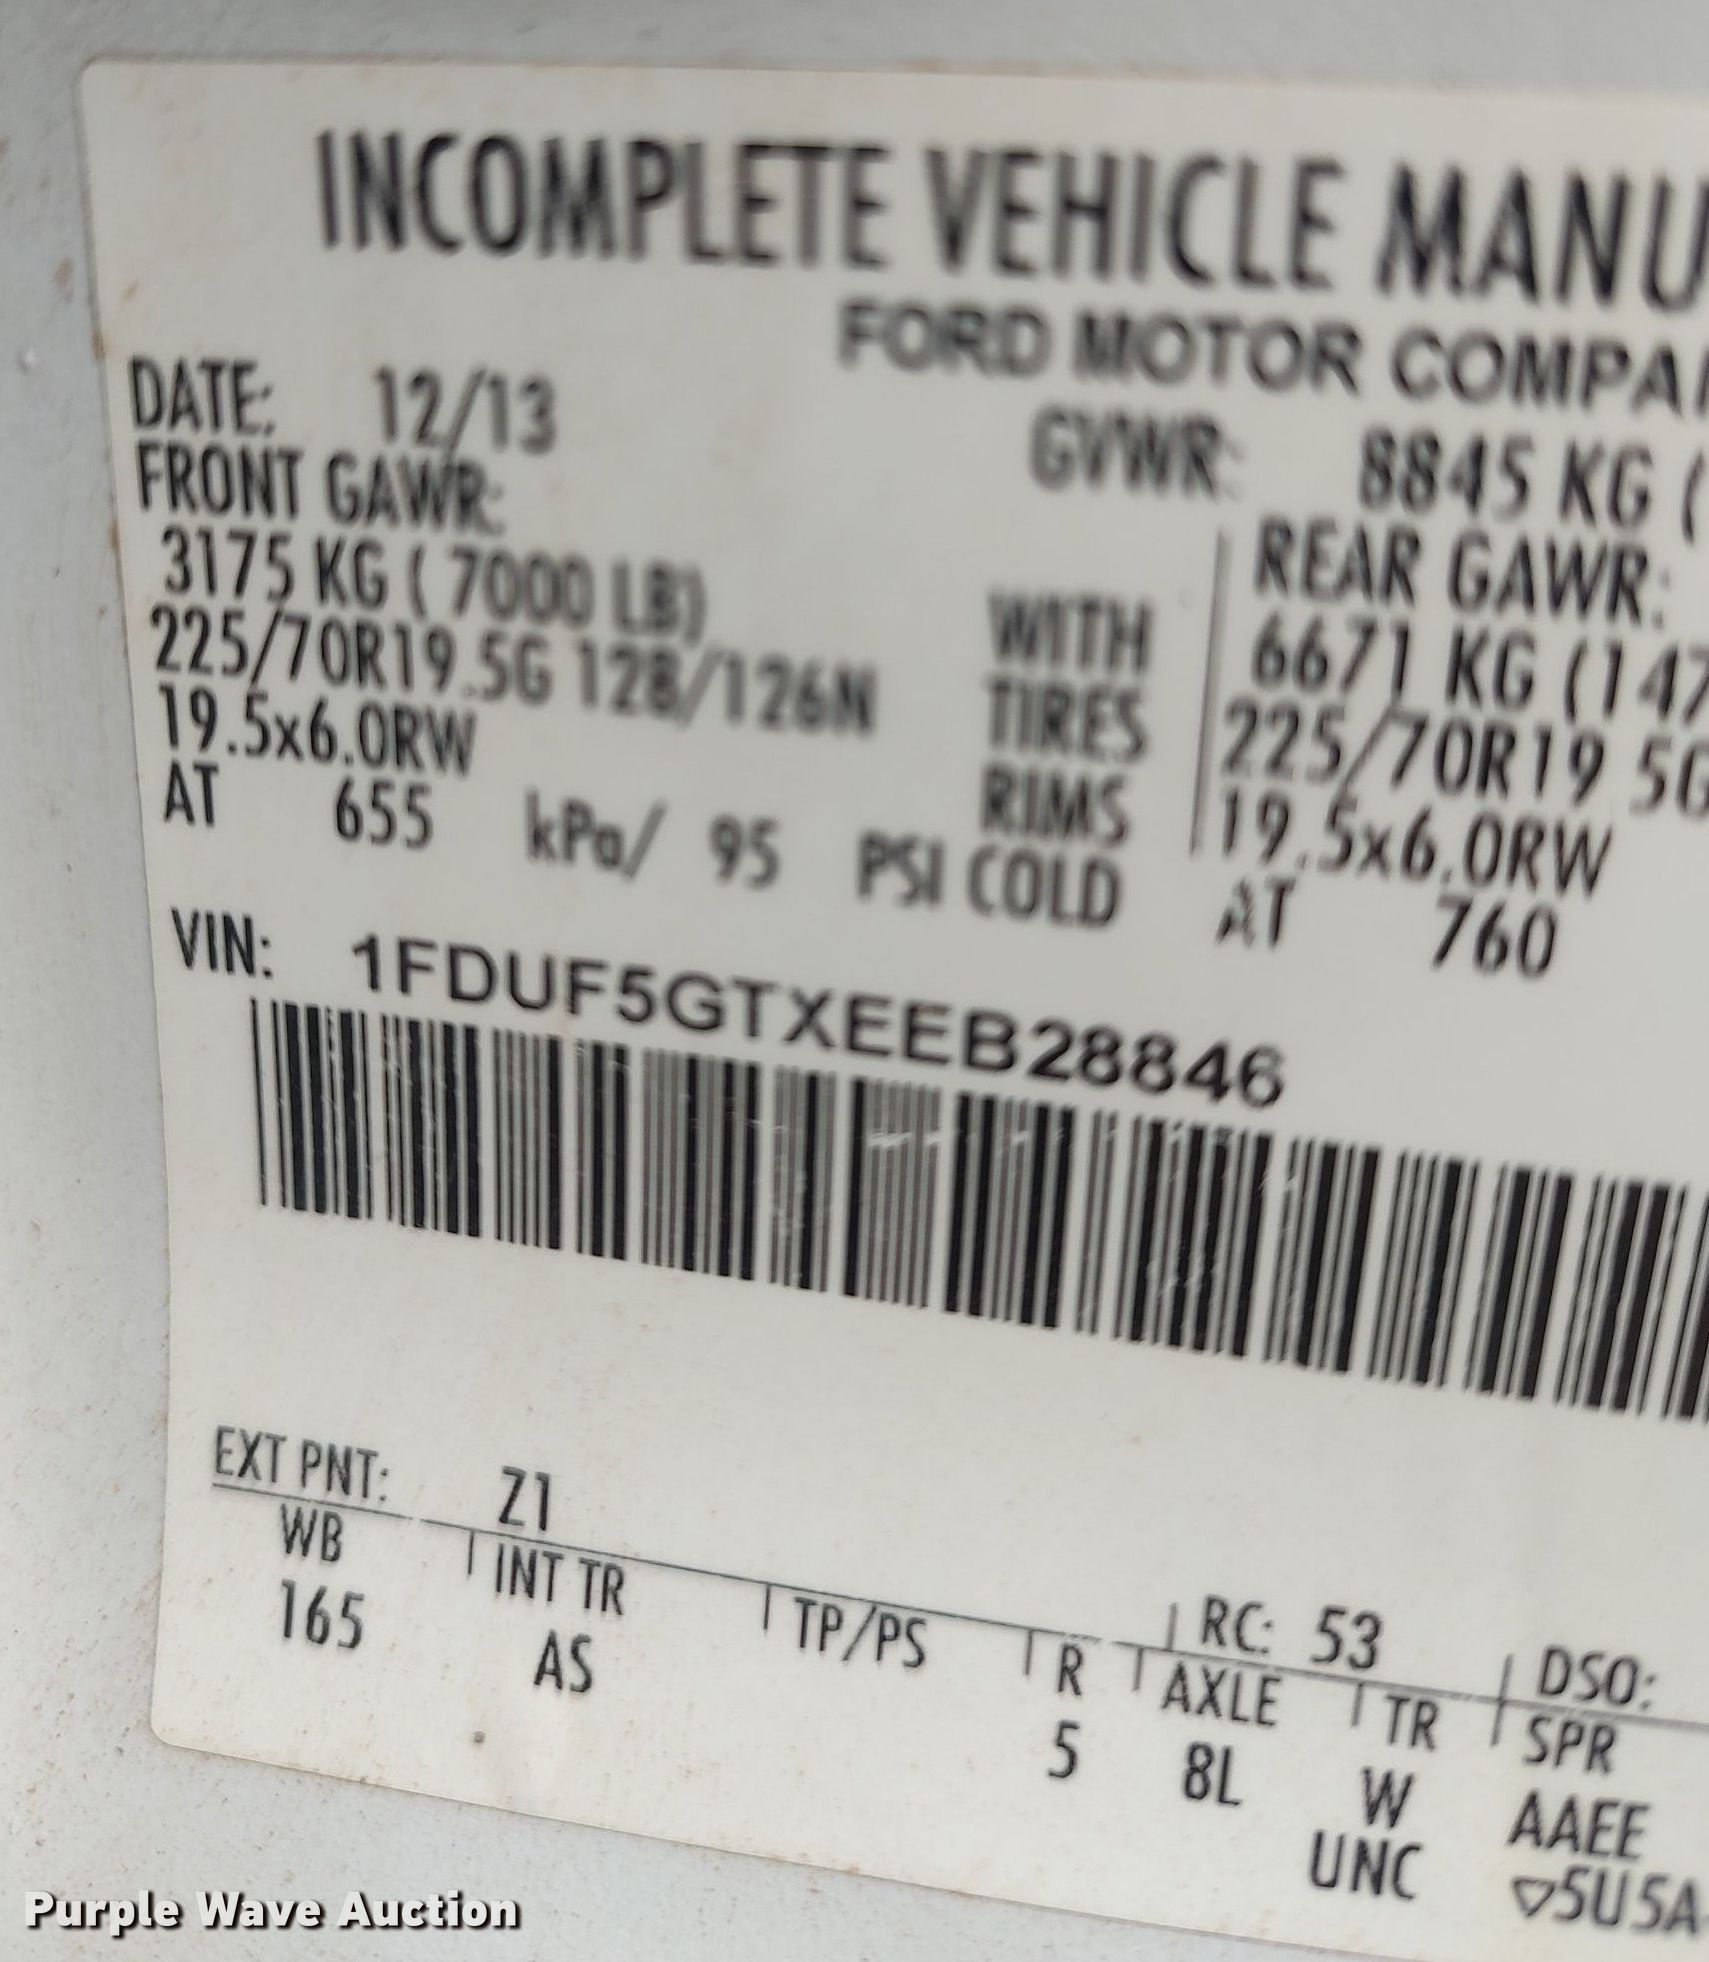 INCOMPLETE VEHICLE MANU
FORD MOTOR COMPA
DATE: 12/13
GVWR: 8845 KG (
FRONT GAWR:
REAR GAWR:
3175 KG ( 7000 LB)
WITH
6671 KG (147
225/70R19.5G 128/126N
TIRES
225/70R19.5G
19.5x6.0RW
RIMS
19.5x6.0RW
AT 655 kPa/ 95 PSI COLD
AT 760
VIN: 1FDUF5GTXEEB28846
EXT PNT: Z1
RC: 53
DSO:
WB INT TR TP/PS R AXLE TR SPR
165 AS 5 8L W AAEE
UNC
▽5U5A
Purple Wave Auction